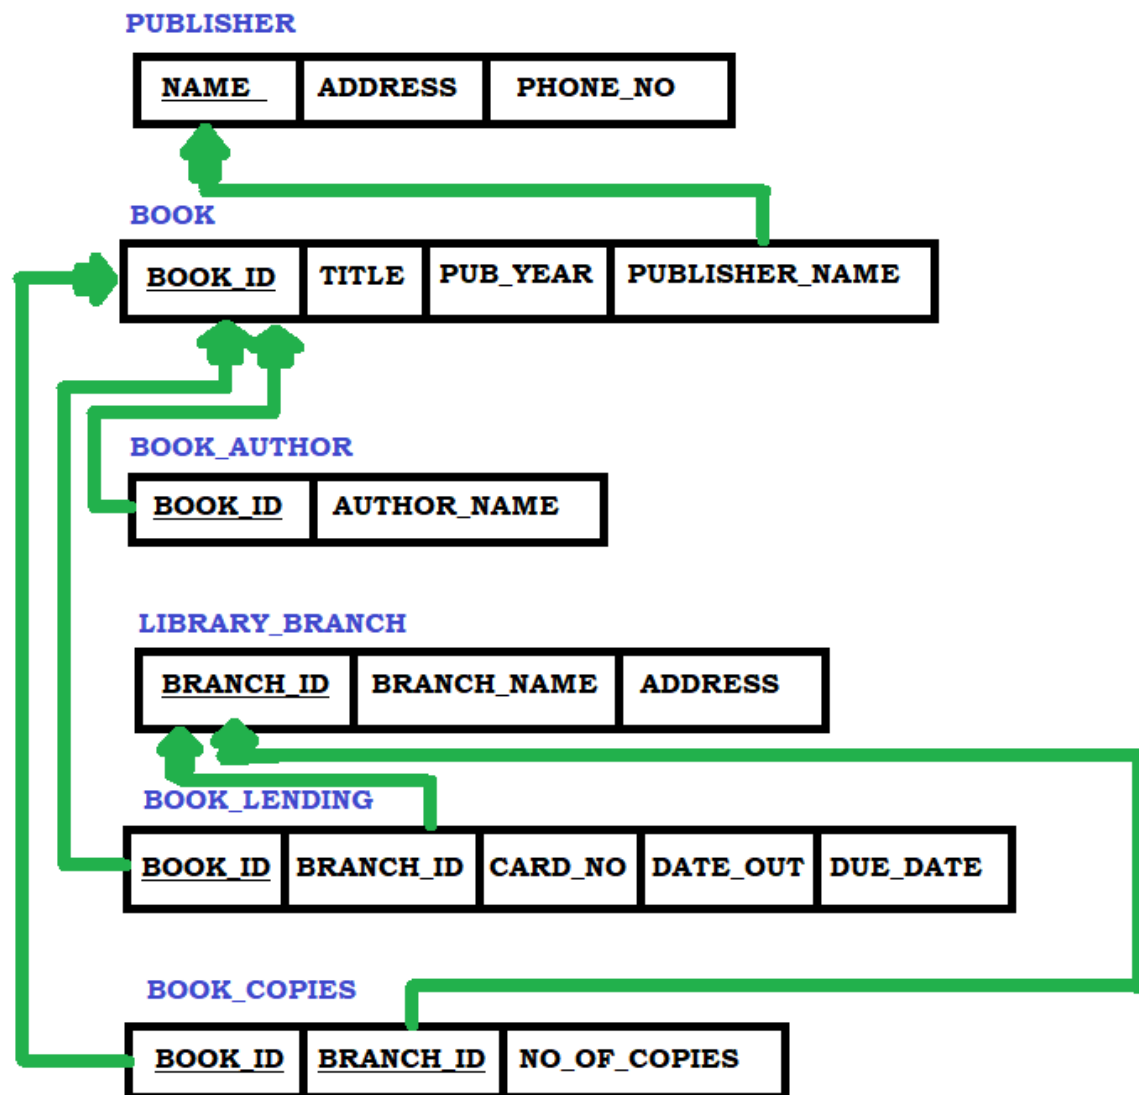 PUBLISHER
NAME ADDRESS PHONE_NO
BOOK
BOOK_ID TITLE PUB_YEAR PUBLISHER_NAME
BOOK_AUTHOR
BOOK_ID AUTHOR_NAME
LIBRARY_BRANCH
BRANCH_ID BRANCH_NAME ADDRESS
BOOK_LENDING
BOOK_ID BRANCH_ID CARD_NO DATE_OUT DUE_DATE
BOOK_COPIES
BOOK_ID BRANCH_ID NO_OF_COPIES